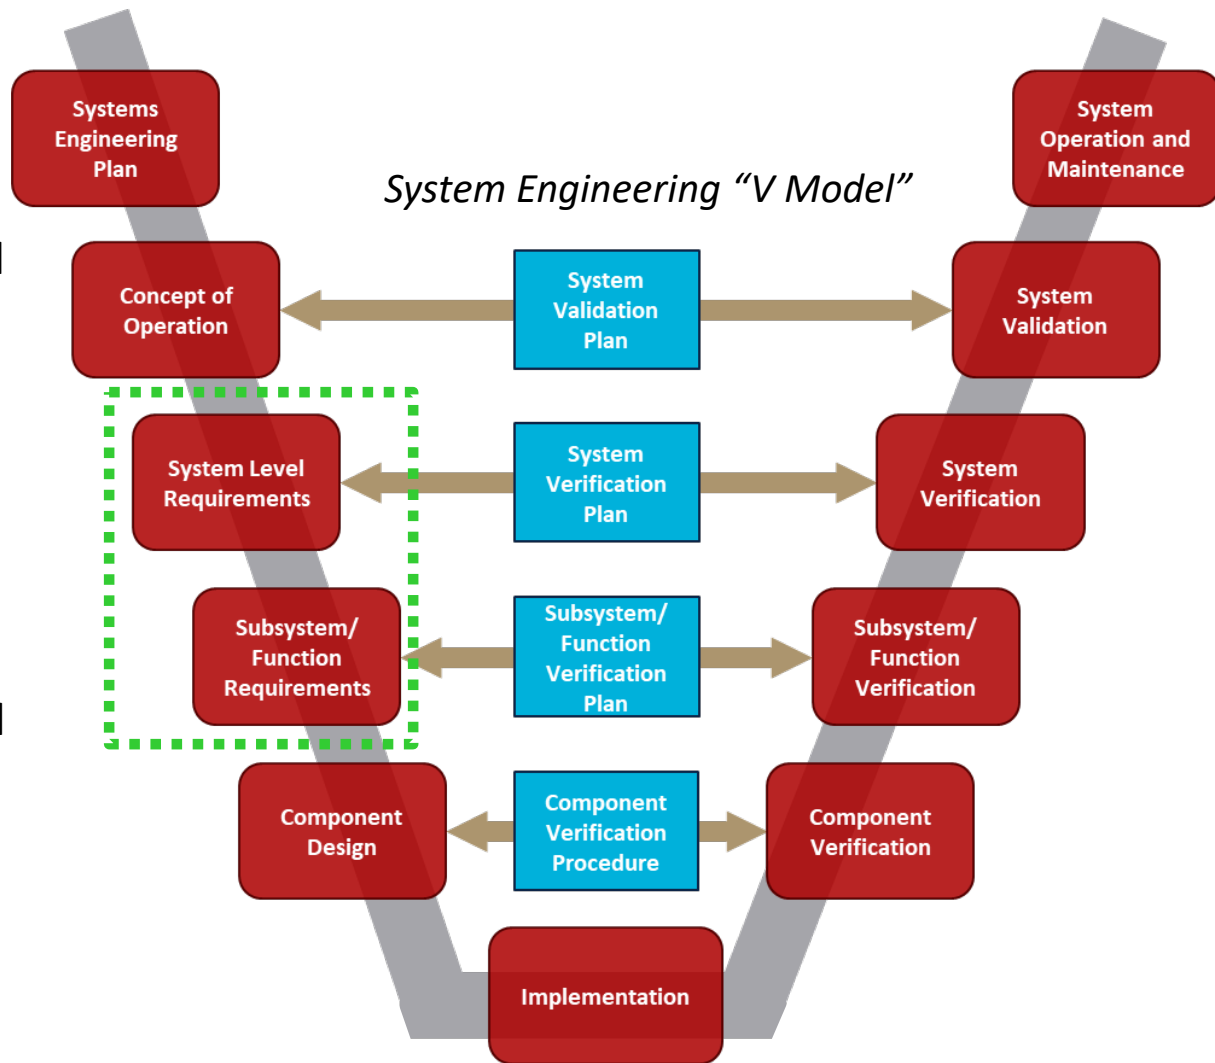 Systems
Engineering
Plan
System
Operation and
Maintenance
System Engineering “V Model”
Concept of
Operation
System
Validation
Plan
System
Validation
System Level
Requirements
System
Verification
Plan
System
Verification
Subsystem/
Function
Requirements
Subsystem/
Function
Verification
Plan
Subsystem/
Function
Verification
Component
Design
Component
Verification
Procedure
Component
Verification
Implementation